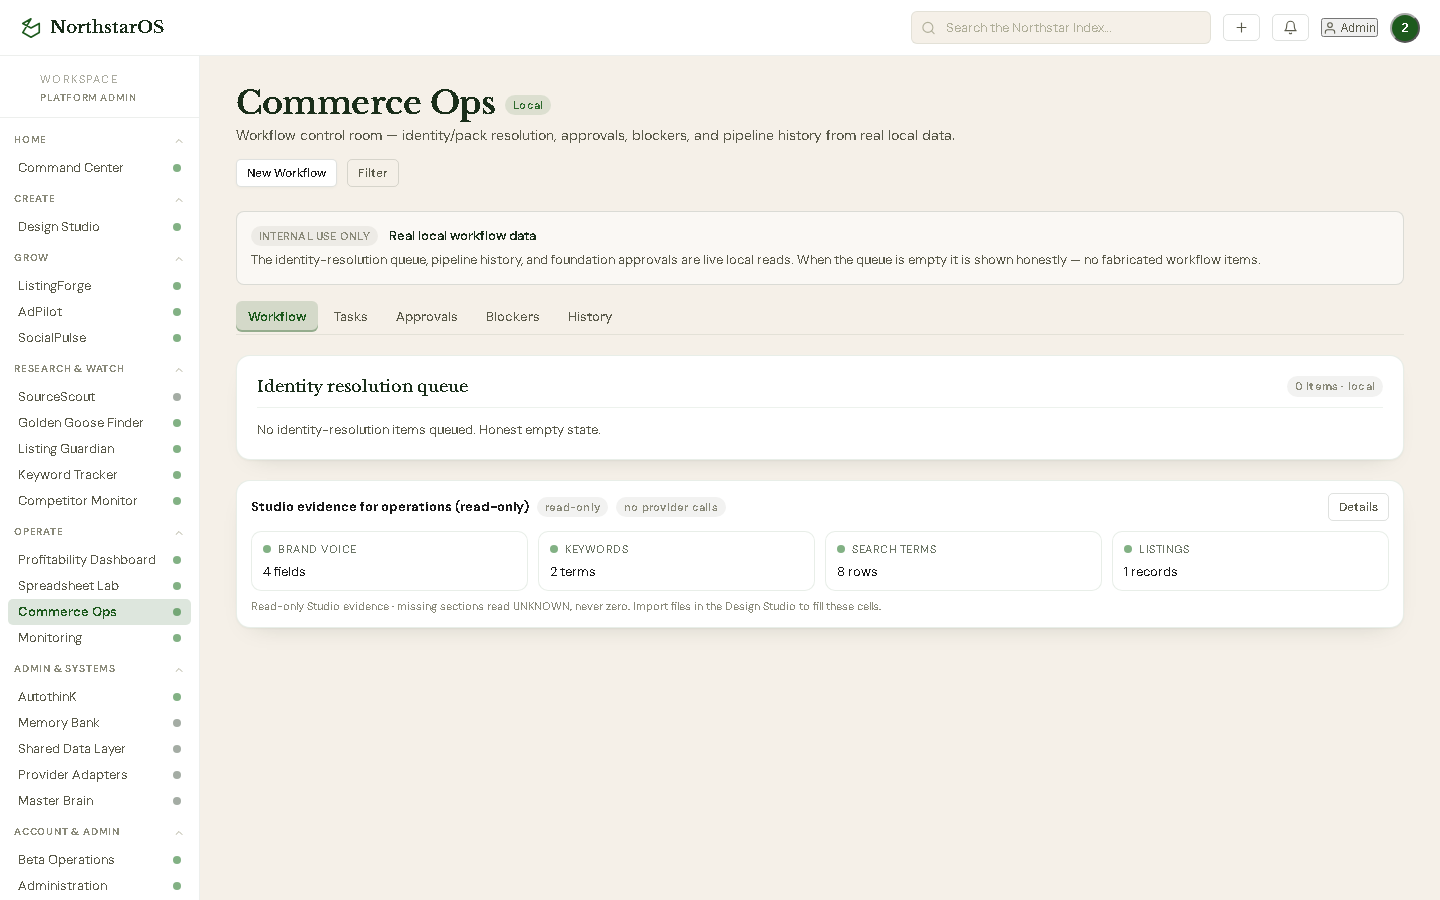 NorthstarOS
Search the Northstar Index...
Admin
2
WORKSPACE
PLATFORM ADMIN
HOME
Command Center
CREATE
Design Studio
GROW
ListingForge
AdPilot
SocialPulse
RESEARCH & WATCH
SourceScout
Golden Goose Finder
Listing Guardian
Keyword Tracker
Competitor Monitor
OPERATE
Profitability Dashboard
Spreadsheet Lab
Commerce Ops
Monitoring
ADMIN & SYSTEMS
AutothinK
Memory Bank
Shared Data Layer
Provider Adapters
Master Brain
ACCOUNT & ADMIN
Beta Operations
Administration
Commerce Ops Local
Workflow control room — identity/pack resolution, approvals, blockers, and pipeline history from real local data.
New Workflow Filter
INTERNAL USE ONLY Real local workflow data
The identity-resolution queue, pipeline history, and foundation approvals are live local reads. When the queue is empty it is shown honestly — no fabricated workflow items.
Workflow Tasks Approvals Blockers History
Identity resolution queue 0 items · local
No identity-resolution items queued. Honest empty state.
Studio evidence for operations (read-only) read-only no provider calls Details
BRAND VOICE KEYWORDS SEARCH TERMS LISTINGS
4 fields 2 terms 8 rows 1 records
Read-only Studio evidence · missing sections read UNKNOWN, never zero. Import files in the Design Studio to fill these cells.